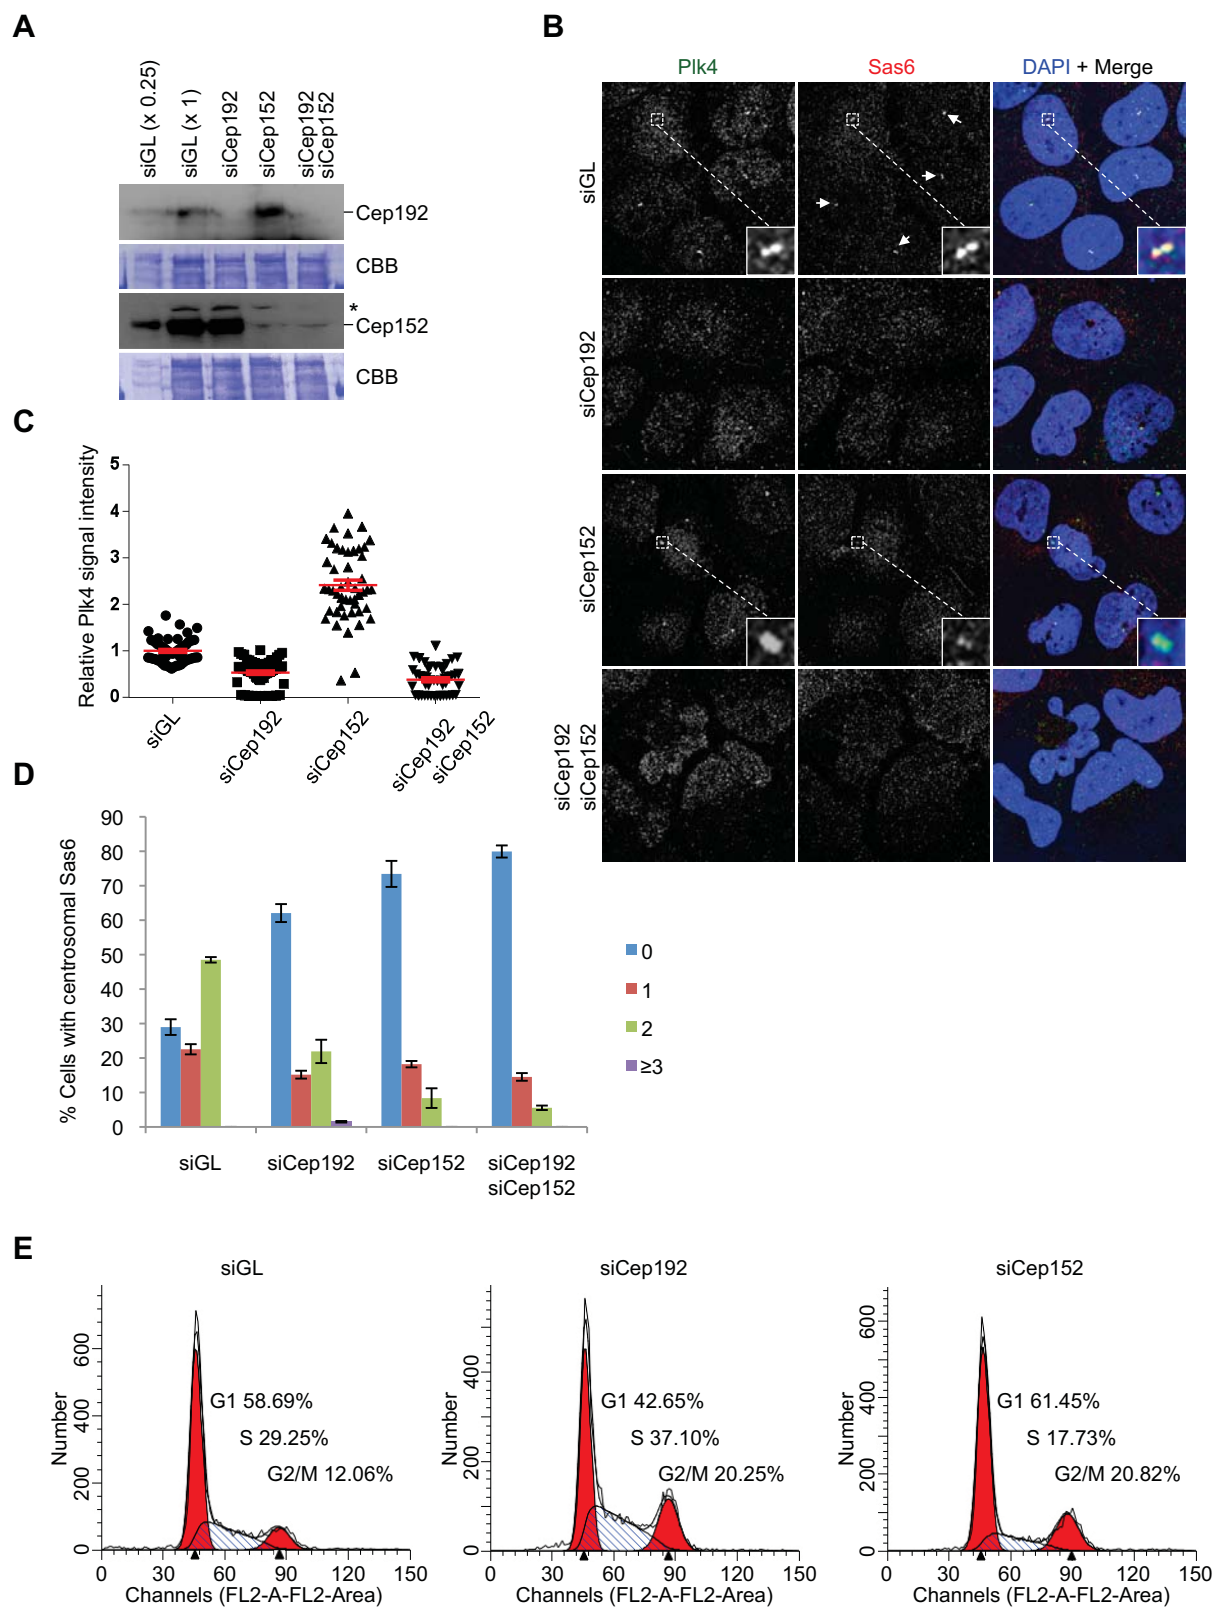 A
siGL (x 0.25)
siGL (x 1)
siCep192
siCep152
siCep192
siCep152
Cep192
CBB
*
Cep152
CBB
B
Plk4
Sas6
DAPI + Merge
siGL
siCep192
siCep152
siCep192
siCep152
C
Relative Plk4 signal intensity
5
4
3
2
1
0
siGL
siCep192
siCep152
siCep192
siCep152
D
% Cells with centrosomal Sas6
90
80
70
60
50
40
30
20
10
0
siGL
siCep192
siCep152
siCep192
siCep152
0
1
2
≥3
E
siGL
Number
600
400
200
0
G1 58.69%
S 29.25%
G2/M 12.06%
0 30 60 90 120 150
Channels (FL2-A-FL2-Area)
siCep192
Number
400
200
0
G1 42.65%
S 37.10%
G2/M 20.25%
0 30 60 90 120 150
Channels (FL2-A-FL2-Area)
siCep152
Number
600
400
200
0
G1 61.45%
S 17.73%
G2/M 20.82%
0 30 60 90 120 150
Channels (FL2-A-FL2-Area)